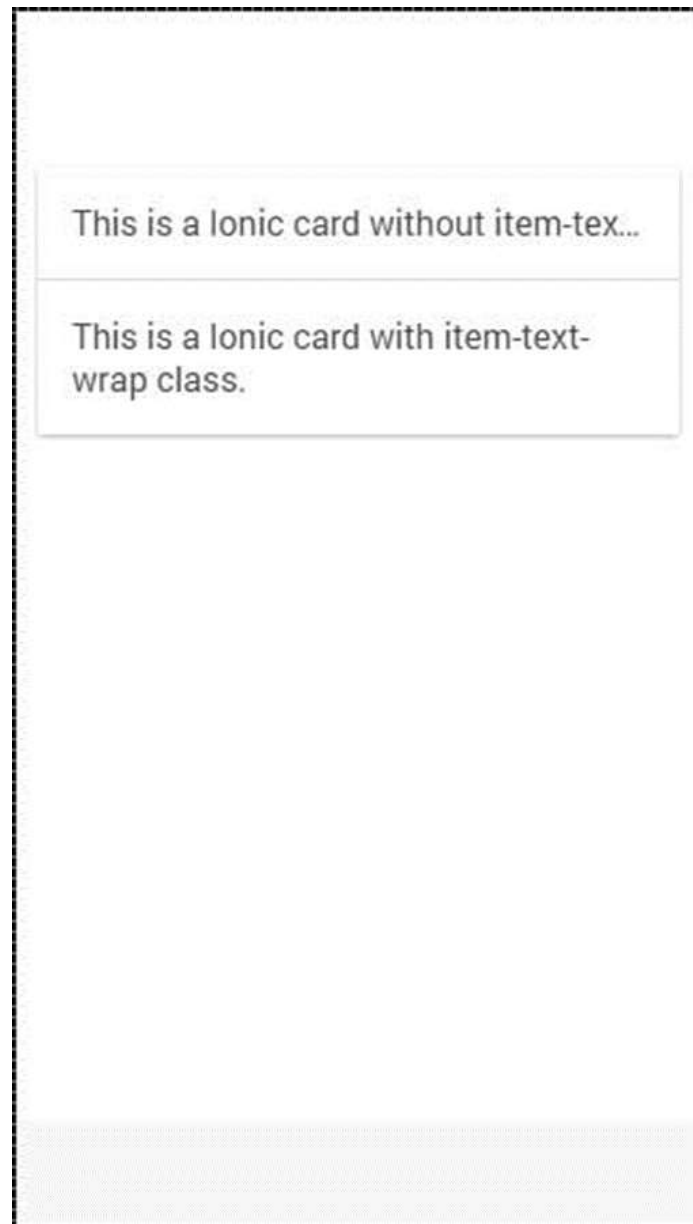 This is a Ionic card without item-tex...
This is a Ionic card with item-text-
wrap class.